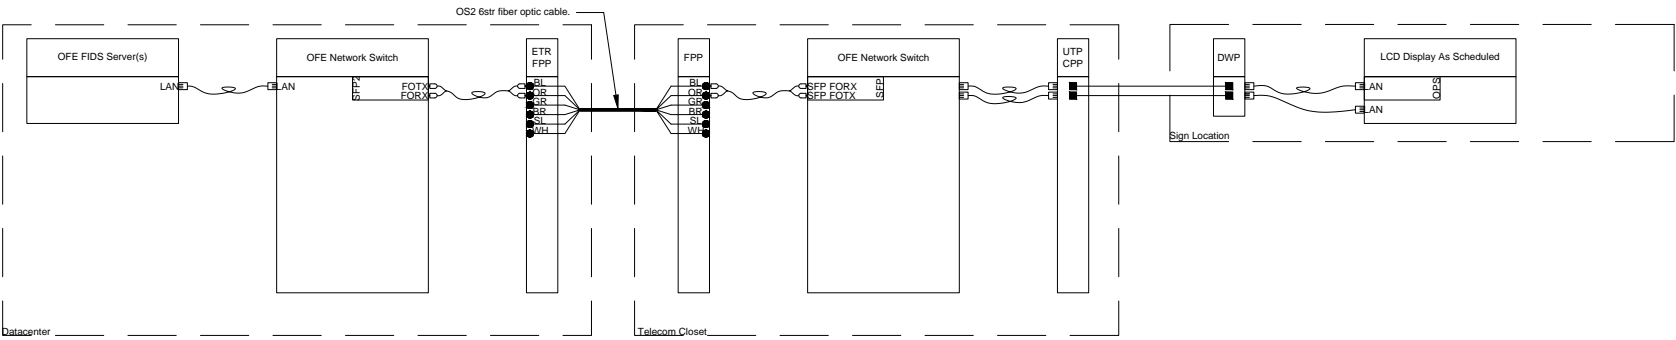 OS2 6str fiber optic cable.
OFE FIDS Server(s)
LAN
OFE Network Switch
LAN
SFP2
FOTX
FORX
ETR
FPP
BL
OR
GR
BR
SL
WH
Datacenter
FPP
BL
OR
GR
BR
SL
WH
OFE Network Switch
SFP FORX
SFP FOTX
SFP
UTP
CPP
Telecom Closet
DWP
LCD Display As Scheduled
LAN
OPS
LAN
Sign Location